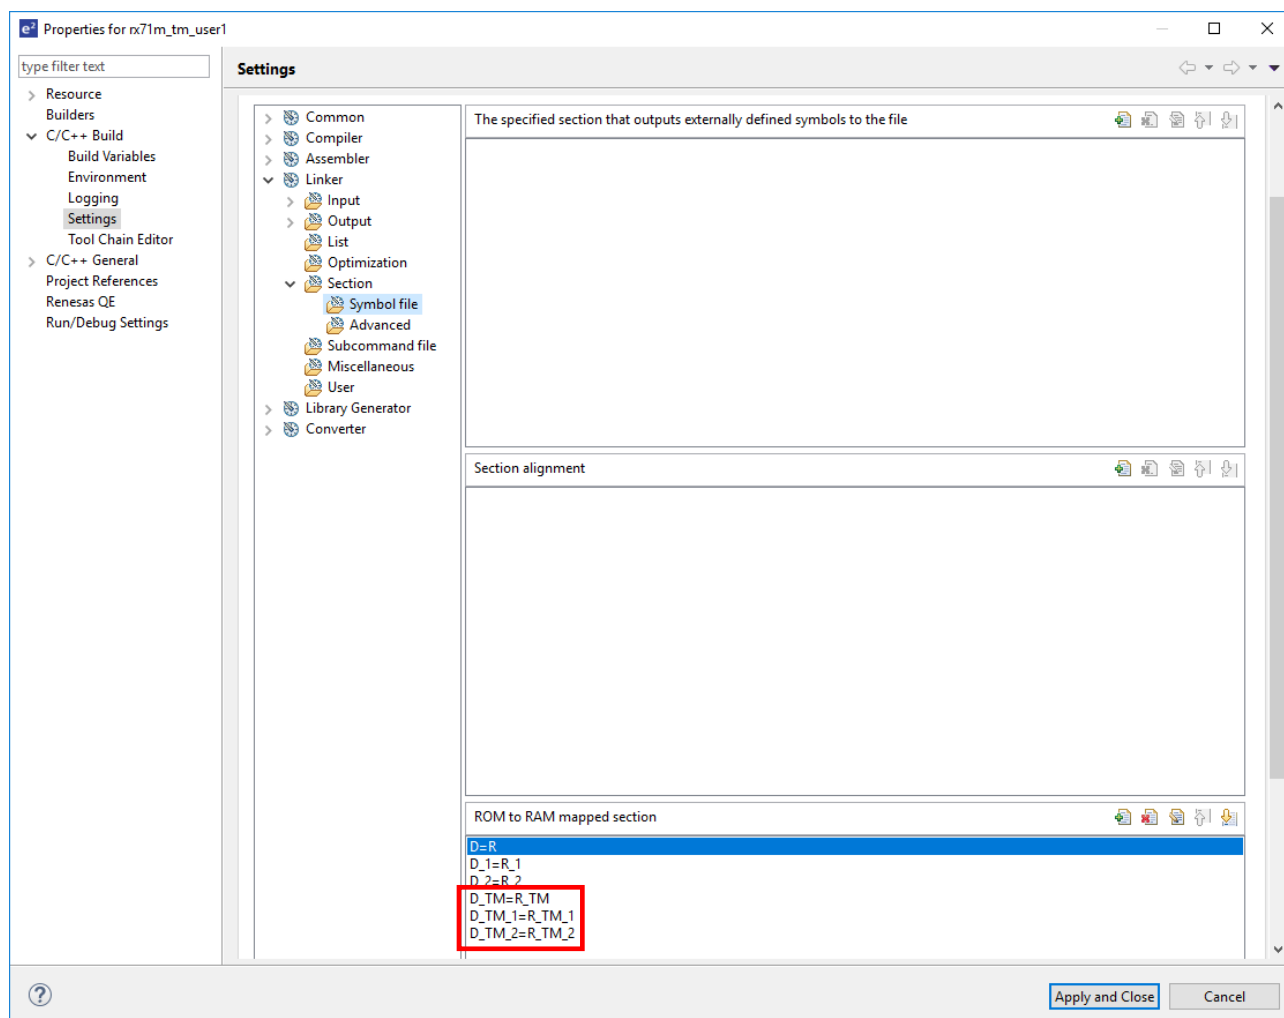 e² Properties for rx71m_tm_user1
type filter text
Settings
Resource
Builders
C/C++ Build
Build Variables
Environment
Logging
Settings
Tool Chain Editor
C/C++ General
Project References
Renesas QE
Run/Debug Settings
Common
Compiler
Assembler
Linker
Input
Output
List
Optimization
Section
Symbol file
Advanced
Subcommand file
Miscellaneous
User
Library Generator
Converter
The specified section that outputs externally defined symbols to the file
Section alignment
ROM to RAM mapped section
D=R
D_1=R_1
D_2=R_2
D_TM=R_TM
D_TM_1=R_TM_1
D_TM_2=R_TM_2
?
Apply and Close
Cancel